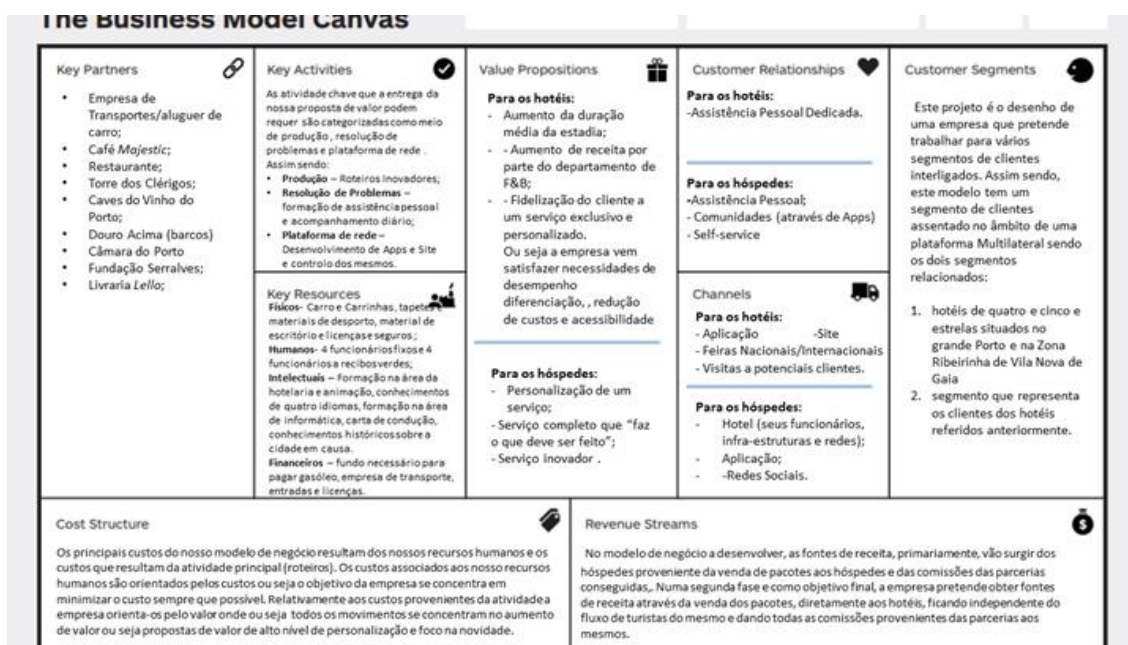 The Business Model Canvas
Key Partners
• Empresa de
Transportes/aluguer de
carro;
• Café Majestic;
• Restaurante;
• Torre dos Clérigos;
• Caves do Vinho do
Porto;
• Douro Acima (barcos)
• Câmara do Porto
• Fundação Serralves;
• Livraria Lello;
Key Activities
As atividade chave que a entrega da
nossa proposta de valor podem
requer são categorizadas como meio
de produção , resolução de
problemas e plataforma de rede .
Assim sendo:
• Produção – Roteiros Inovadores;
• Resolução de Problemas –
formação de assistência pessoal
e acompanhamento diário;
• Plataforma de rede –
Desenvolvimento de Apps e Site
e controlo dos mesmos.
Key Resources
Físicos- Carro e Carrinhas, tapetes e
materiais de desporto, material de
escritório e licenças e seguros ;
Humanos- 4 funcionários fixos e 4
funcionários a recibos verdes;
Intelectuais – Formação na área da
hotelaria e animação, conhecimentos
de quatro idiomas, formação na área
de informática, carta de condução,
conhecimentos históricos sobre a
cidade em causa.
Financeiros – fundo necessário para
pagar gasóleo, empresa de transporte,
entradas e licenças.
Value Propositions
Para os hotéis:
- Aumento da duração
média da estadia;
- - Aumento de receita por
parte do departamento de
F&B;
- - Fidelização do cliente a
um serviço exclusivo e
personalizado.
Ou seja a empresa vem
satisfazer necessidades de
desempenho
diferenciação, , redução
de custos e acessibilidade
Para os hóspedes:
- Personalização de um
serviço;
- Serviço completo que “faz
o que deve ser feito”;
- Serviço inovador .
Customer Relationships
Para os hotéis:
-Assistência Pessoal Dedicada.
Para os hóspedes:
-Assistência Pessoal;
- Comunidades (através de Apps)
- Self-service
Channels
Para os hotéis:
- Aplicação -Site
- Feiras Nacionais/Internacionais
- Visitas a potenciais clientes.
Para os hóspedes:
- Hotel (seus funcionários,
infra-estruturas e redes);
- Aplicação;
- -Redes Sociais.
Customer Segments
Este projeto é o desenho de
uma empresa que pretende
trabalhar para vários
segmentos de clientes
interligados. Assim sendo,
este modelo tem um
segmento de clientes
assentado no âmbito de uma
plataforma Multilateral sendo
os dois segmentos
relacionados:
1. hotéis de quatro e cinco e
estrelas situados no
grande Porto e na Zona
Ribeirinha de Vila Nova de
Gaia
2. segmento que representa
os clientes dos hotéis
referidos anteriormente.
Cost Structure
Os principais custos do nosso modelo de negócio resultam dos nossos recursos humanos e os
custos que resultam da atividade principal (roteiros). Os custos associados aos nosso recursos
humanos são orientados pelos custos ou seja o objetivo da empresa se concentra em
minimizar o custo sempre que possível. Relativamente aos custos provenientes da atividade a
empresa orienta-os pelo valor onde ou seja todos os movimentos se concentram no aumento
de valor ou seja propostas de valor de alto nível de personalização e foco na novidade.
Revenue Streams
No modelo de negócio a desenvolver, as fontes de receita, primariamente, vão surgir dos
hóspedes proveniente da venda de pacotes aos hóspedes e das comissões das parcerias
conseguidas,. Numa segunda fase e como objetivo final, a empresa pretende obter fontes
de receita através da venda dos pacotes, diretamente aos hotéis, ficando independente do
fluxo de turistas do mesmo e dando todas as comissões provenientes das parcerias aos
mesmos.